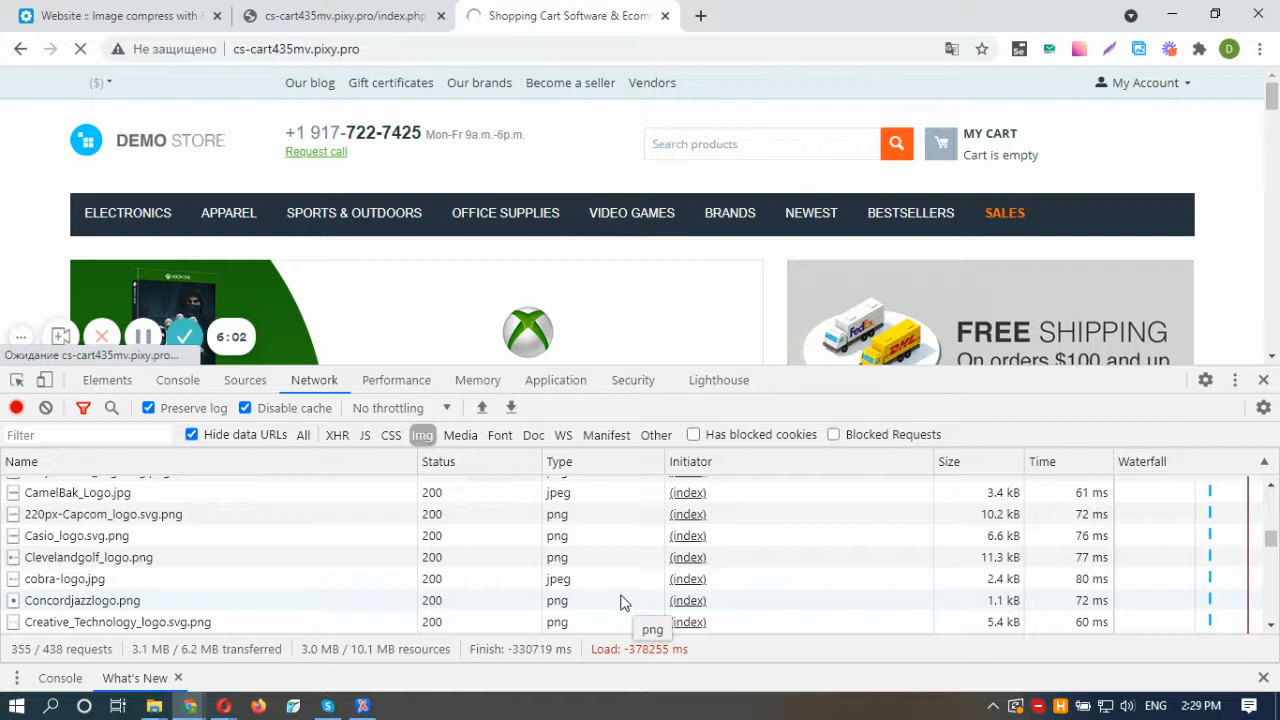 Website :: Image compress with F
cs-cart435mv.pixy.pro/index.php
Shopping Cart Software & Ecom
Не защищено
cs-cart435mv.pixy.pro
D
($)
Our blog
Gift certificates
Our brands
Become a seller
Vendors
My Account
DEMO STORE
+1 917-722-7425 Mon-Fr 9a.m.-6p.m.
Request call
Search products
MY CART
Cart is empty
ELECTRONICS
APPAREL
SPORTS & OUTDOORS
OFFICE SUPPLIES
VIDEO GAMES
BRANDS
NEWEST
BESTSELLERS
SALES
XBOX ONE
FedEx
DHL
FREE SHIPPING
On orders $100 and up
6:02
Ожидание cs-cart435mv.pixy.pro...
Elements
Console
Sources
Network
Performance
Memory
Application
Security
Lighthouse
Preserve log
Disable cache
No throttling
Filter
Hide data URLs
All
XHR
JS
CSS
Img
Media
Font
Doc
WS
Manifest
Other
Has blocked cookies
Blocked Requests
Name Status Type Initiator Size Time Waterfall
CamelBak_Logo.jpg 200 jpeg (index) 3.4 kB 61 ms
220px-Capcom_logo.svg.png 200 png (index) 10.2 kB 72 ms
Casio_logo.svg.png 200 png (index) 6.6 kB 76 ms
Clevelandgolf_logo.png 200 png (index) 11.3 kB 77 ms
cobra-logo.jpg 200 jpeg (index) 2.4 kB 80 ms
Concordjazzlogo.png 200 png (index) 1.1 kB 72 ms
Creative_Technology_logo.svg.png 200 png (index) 5.4 kB 60 ms
png
355 / 438 requests
3.1 MB / 6.2 MB transferred
3.0 MB / 10.1 MB resources
Finish: -330719 ms
Load: -378255 ms
Console
What's New
ENG
2:29 PM